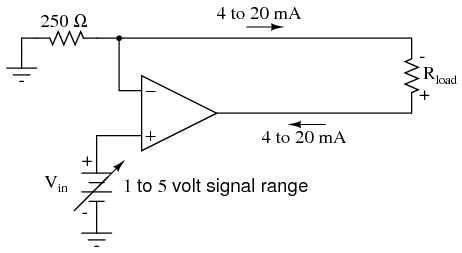 4 to 20 mA
250 Ω
-
Rload
+
-
+
4 to 20 mA
+
Vin
1 to 5 volt signal range
-